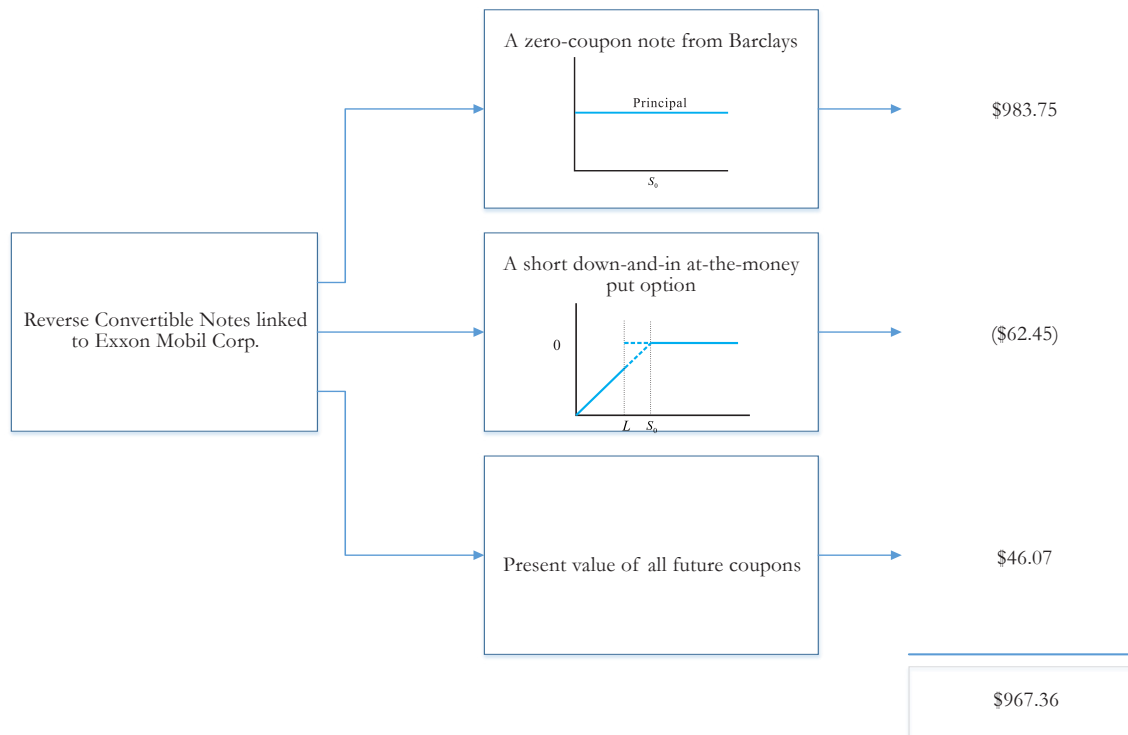 A zero-coupon note from Barclays
Principal
S₀
$983.75
Reverse Convertible Notes linked
to Exxon Mobil Corp.
A short down-and-in at-the-money
put option
0
L S₀
($62.45)
Present value of all future coupons
$46.07
$967.36